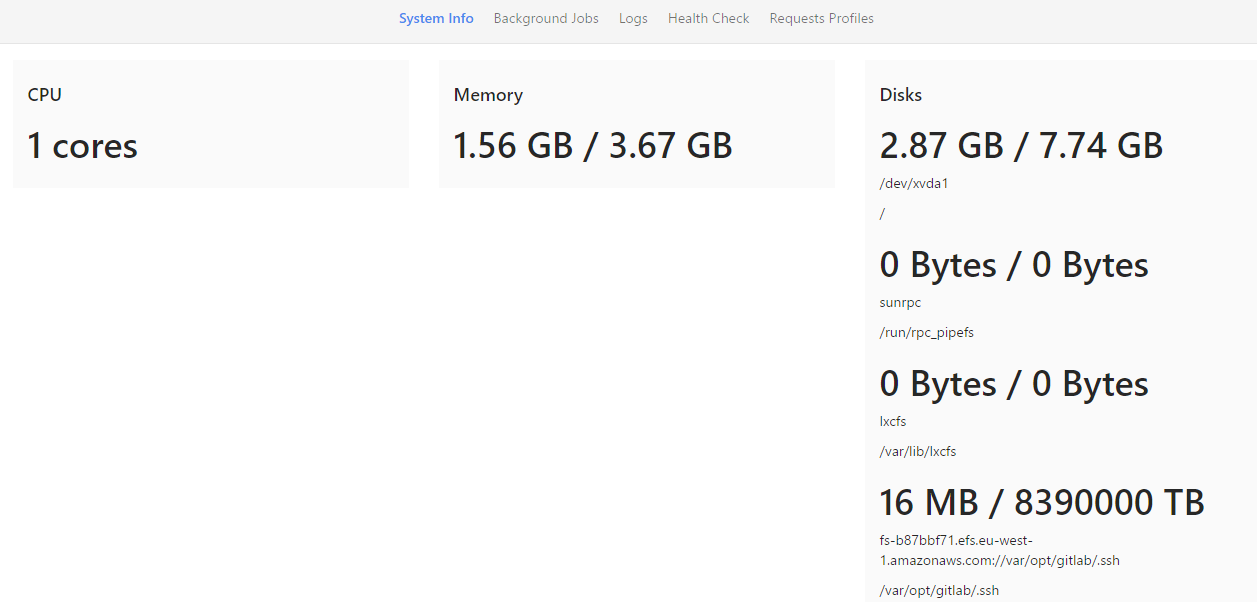 System Info Background Jobs Logs Health Check Requests Profiles
CPU
1 cores
Memory
1.56 GB / 3.67 GB
Disks
2.87 GB / 7.74 GB
/dev/xvda1
/
0 Bytes / 0 Bytes
sunrpc
/run/rpc_pipefs
0 Bytes / 0 Bytes
lxcfs
/var/lib/lxcfs
16 MB / 8390000 TB
fs-b87bbf71.efs.eu-west-
1.amazonaws.com://var/opt/gitlab/.ssh
/var/opt/gitlab/.ssh